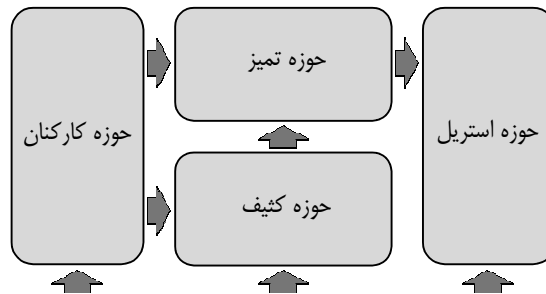 حوزه کارکنان
حوزه تمیز
حوزه کثیف
حوزه استریل